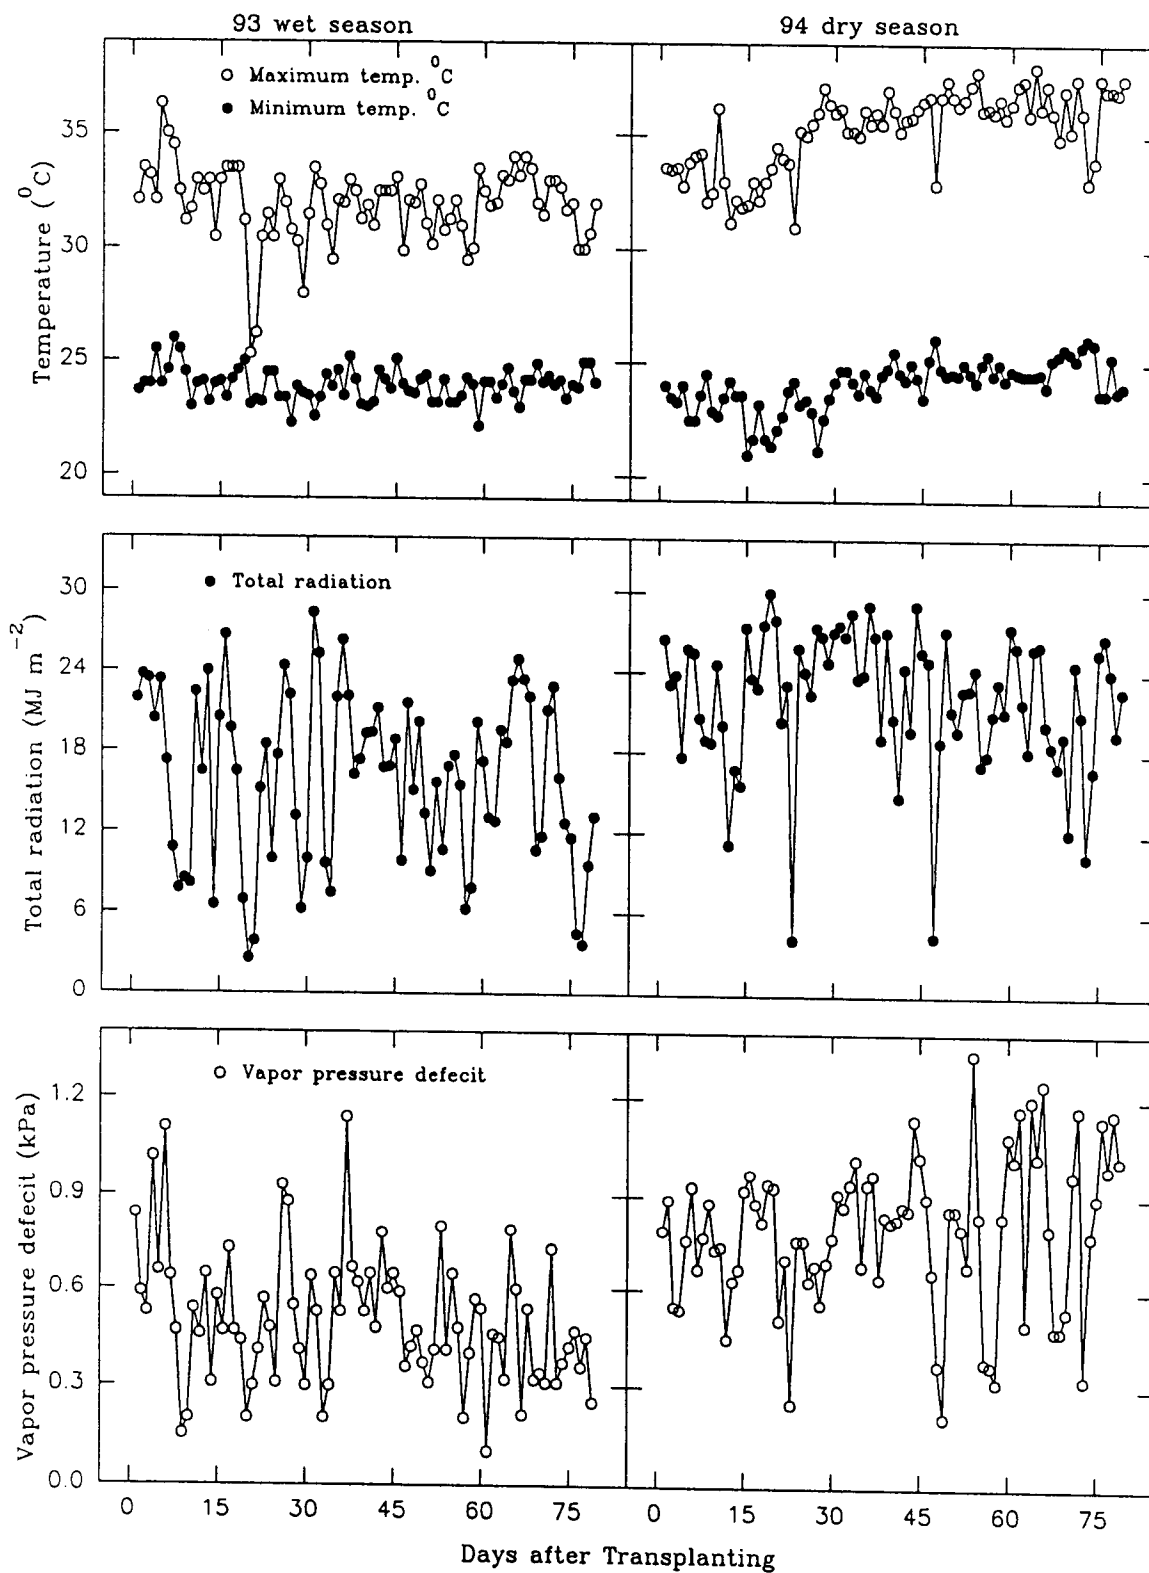 93 wet season
94 dry season
Maximum temp. ⁰C
Minimum temp. ⁰C
Temperature (⁰C)
35
30
25
20
Total radiation
Total radiation (MJ m⁻²)
30
24
18
12
6
0
Vapor pressure defecit
Vapor pressure defecit (kPa)
1.2
0.9
0.6
0.3
0.0
0 15 30 45 60 75
0 15 30 45 60 75
Days after Transplanting